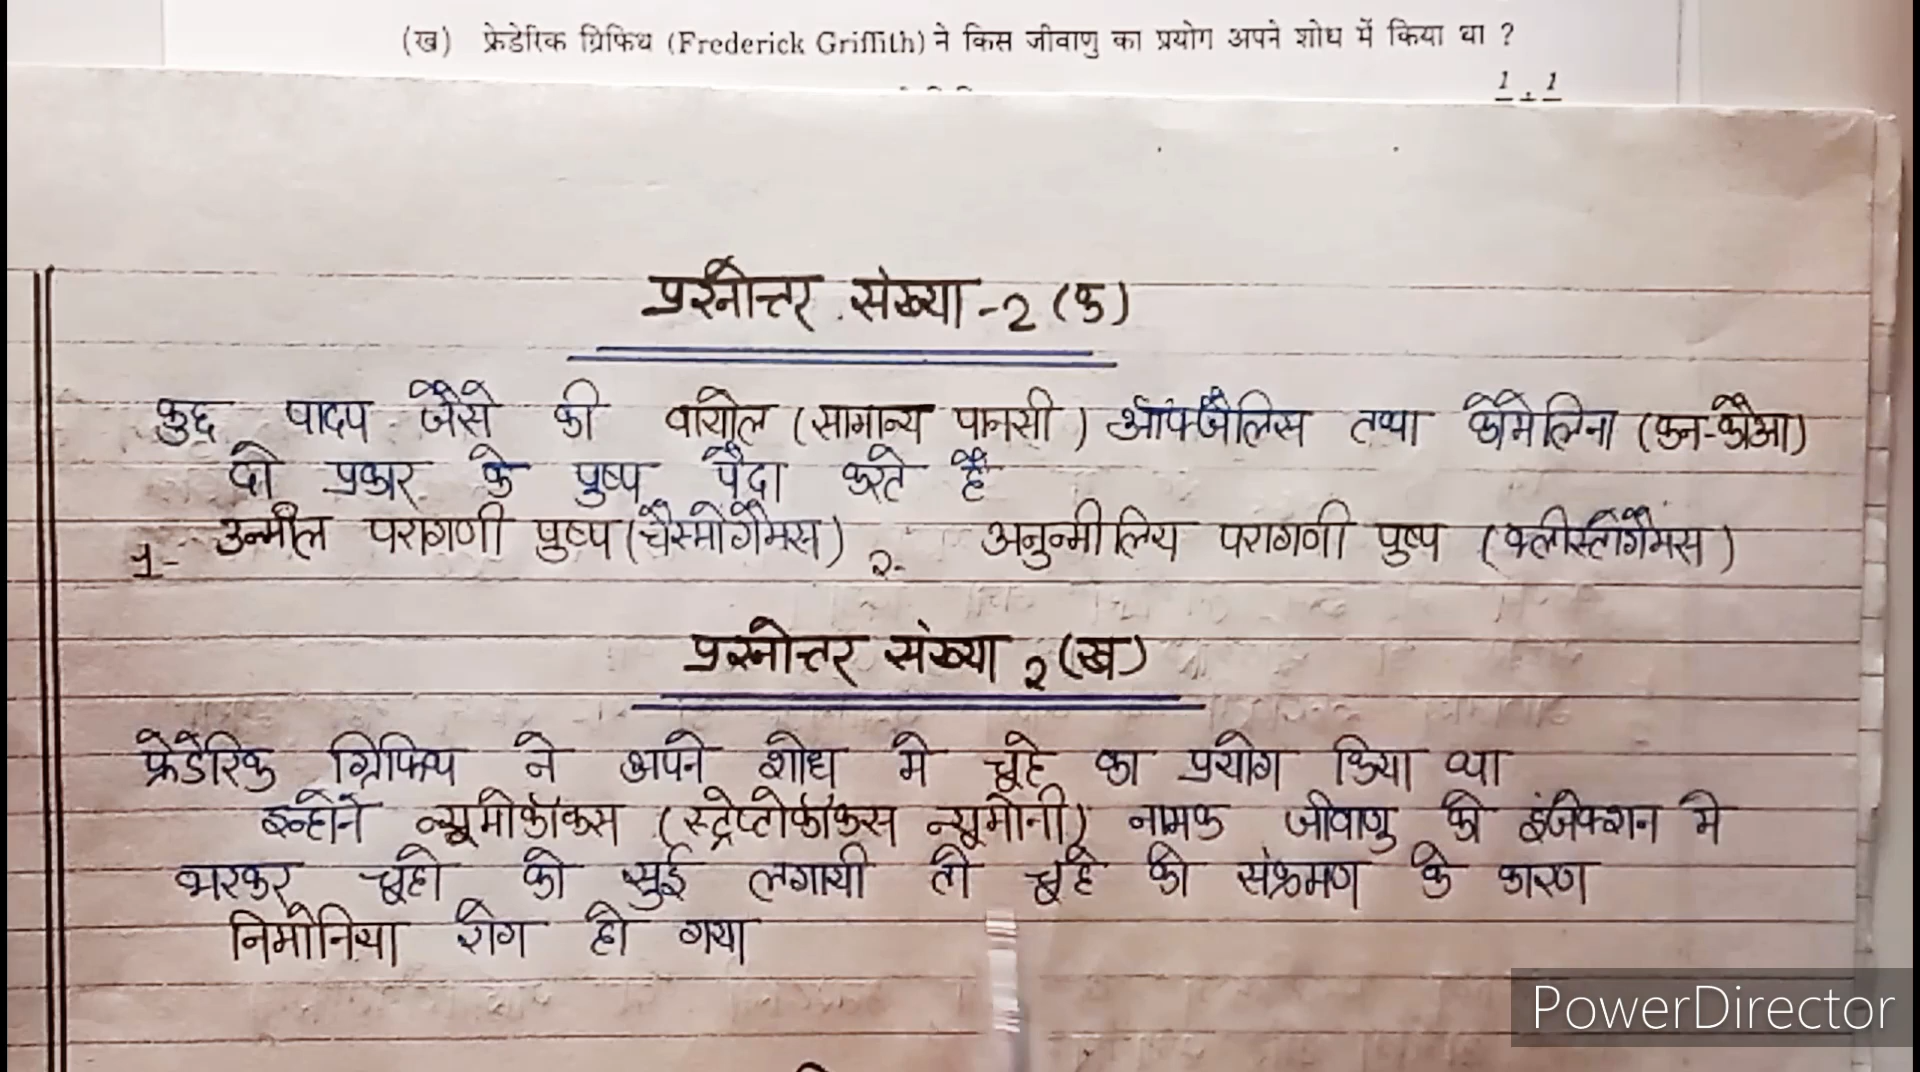 (ख) फ्रेडेरिक ग्रिफिथ (Frederick Griffith) ने किस जीवाणु का प्रयोग अपने शोध में किया था ?
1 + 1
प्रश्नोत्तर संख्या - 2 (क)
कुछ पादप जैसे की वायोल (सामान्य पानसी) ऑक्जैलिस तथा कोमेलिना (कन-कौआ)
दो प्रकार के पुष्प पैदा करते है
1- उन्मील परागणी पुष्प (चैस्मोगैमस) 2- अनुन्मीलिय परागणी पुष्प (क्लीस्टोगैमस)
प्रश्नोत्तर संख्या 2 (ख)
फ्रेडेरिक ग्रिफिथ ने अपने शोध मे चूहे का प्रयोग किया था
इन्होने न्यूमोकॉकस (स्ट्रेप्टोकॉकस न्यूमोनी) नामक जीवाणु को इंजेक्शन मे
भरकर चूहो को सुई लगायी तो चूहे को संक्रमण के कारण
निमोनिया रोग हो गया
PowerDirector